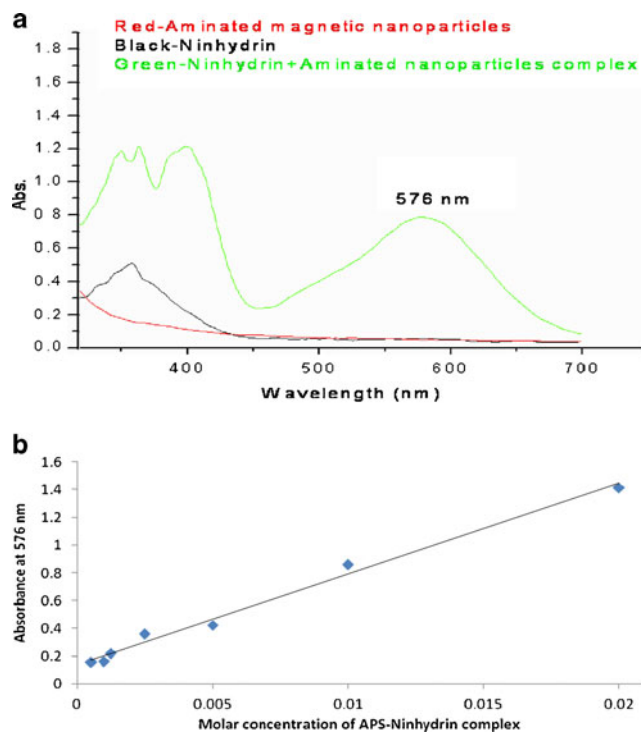 a
Red-Aminated magnetic nanoparticles
Black-Ninhydrin
Green-Ninhydrin+Aminated nanoparticles complex
1.8
1.6
1.4
1.2
1.0
0.8
0.6
0.4
0.2
0.0
Abs.
576 nm
400 500 600 700
Wavelength (nm)
b
1.6
1.4
1.2
1
0.8
0.6
0.4
0.2
0
Absorbance at 576 nm
0 0.005 0.01 0.015 0.02
Molar concentration of APS-Ninhydrin complex